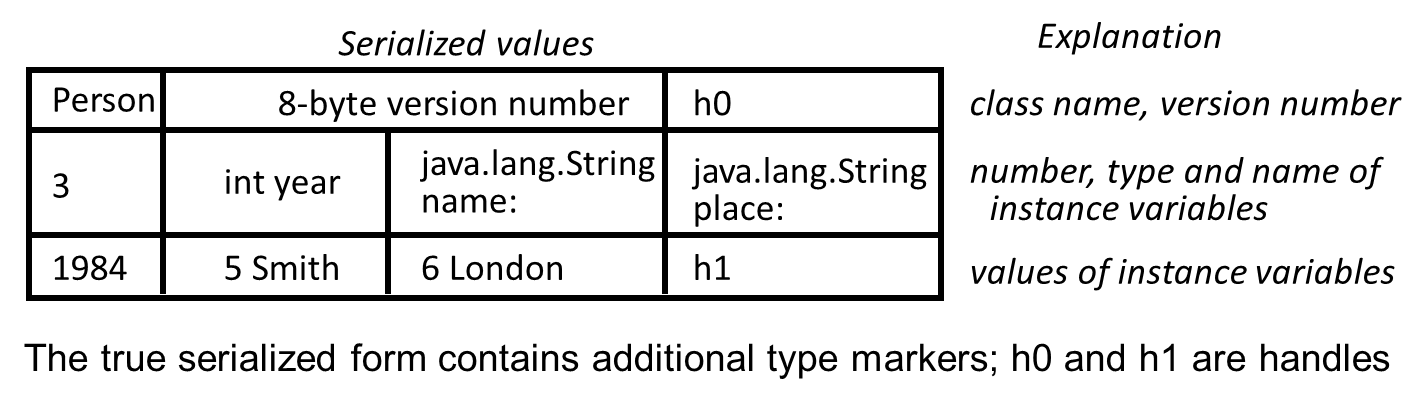 Serialized values Explanation
Person 8-byte version number h0 class name, version number
3 int year java.lang.String name: java.lang.String place: number, type and name of instance variables
1984 5 Smith 6 London h1 values of instance variables
The true serialized form contains additional type markers; h0 and h1 are handles